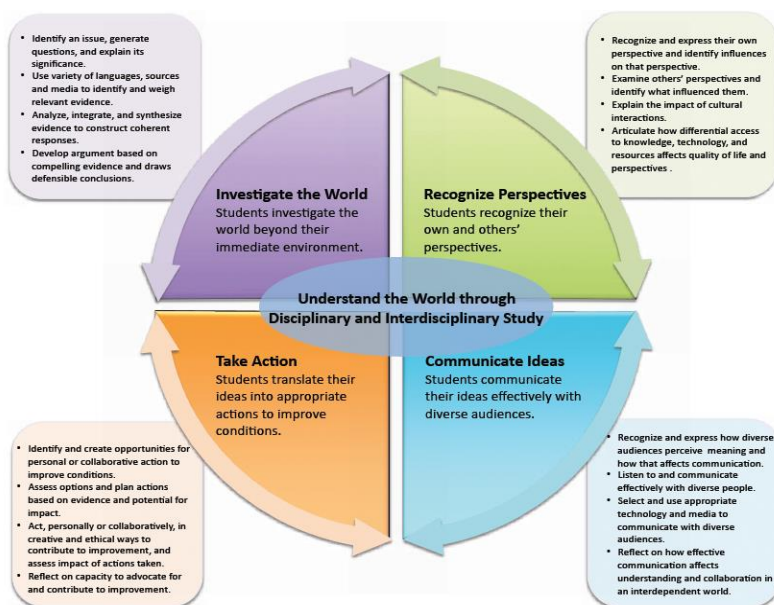 • Identify an issue, generate
questions, and explain its
significance.
• Use variety of languages, sources
and media to identify and weigh
relevant evidence.
• Analyze, integrate, and synthesize
evidence to construct coherent
responses.
• Develop argument based on
compelling evidence and draws
defensible conclusions.
• Recognize and express their own
perspective and identify influences
on that perspective.
• Examine others’ perspectives and
identify what influenced them.
• Explain the impact of cultural
interactions.
• Articulate how differential access
to knowledge, technology, and
resources affects quality of life and
perspectives .
Investigate the World
Students investigate the
world beyond their
immediate environment.
Recognize Perspectives
Students recognize their
own and others’
perspectives.
Understand the World through
Disciplinary and Interdisciplinary Study
Take Action
Students translate their
ideas into appropriate
actions to improve
conditions.
Communicate Ideas
Students communicate
their ideas effectively with
diverse audiences.
• Identify and create opportunities for
personal or collaborative action to
improve conditions.
• Assess options and plan actions
based on evidence and potential for
impact.
• Act, personally or collaboratively, in
creative and ethical ways to
contribute to improvement, and
assess impact of actions taken.
• Reflect on capacity to advocate for
and contribute to improvement.
• Recognize and express how diverse
audiences perceive meaning and
how that affects communication.
• Listen to and communicate
effectively with diverse people.
• Select and use appropriate
technology and media to
communicate with diverse
audiences.
• Reflect on how effective
communication affects
understanding and collaboration in
an interdependent world.